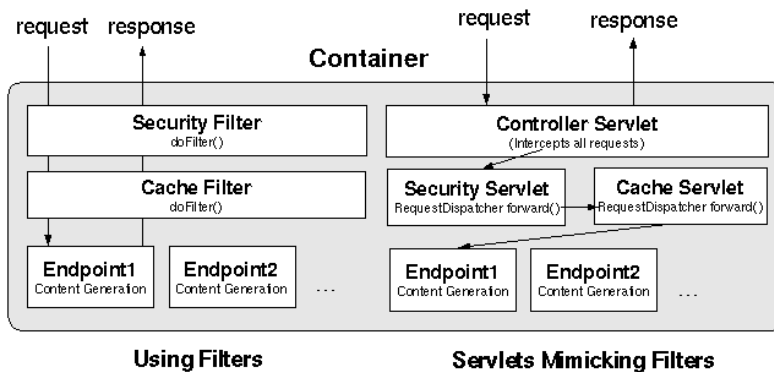 request response
request response
Container
Security Filter
doFilter()
Cache Filter
doFilter()
Endpoint1
Content Generation
Endpoint2
Content Generation
...
Controller Servlet
(Intercepts all requests)
Security Servlet
RequestDispatcher forward()
Cache Servlet
RequestDispatcher forward()
Endpoint1
Content Generation
Endpoint2
Content Generation
...
Using Filters
Servlets Mimicking Filters